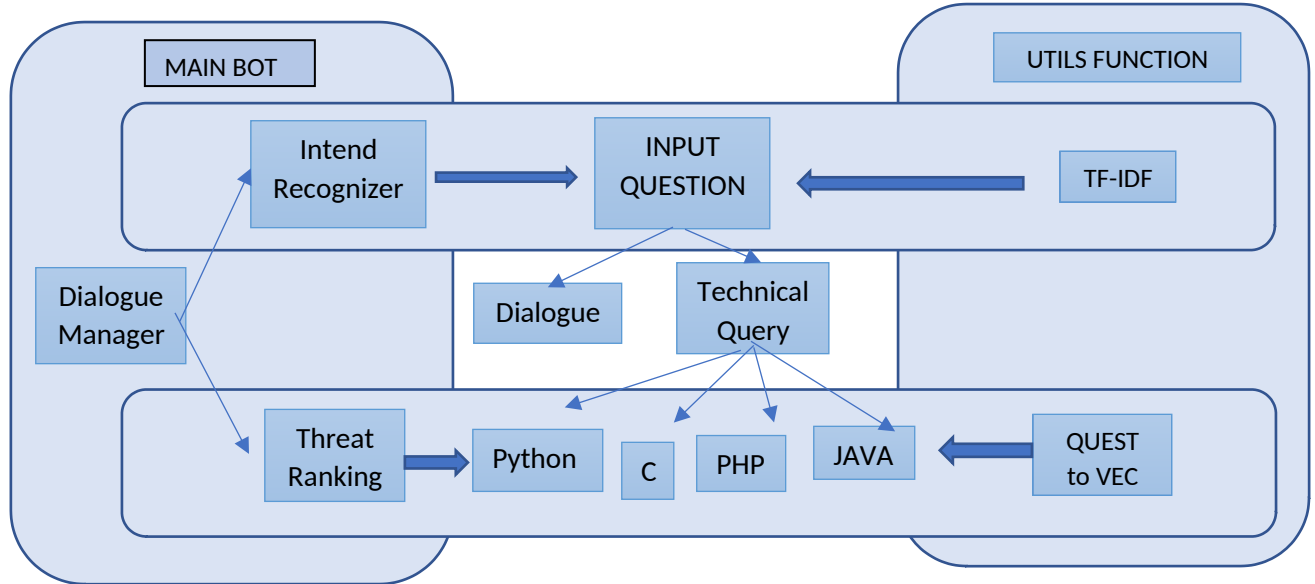 MAIN BOT
UTILS FUNCTION
Intend
Recognizer
INPUT
QUESTION
TF-IDF
Dialogue
Manager
Dialogue
Technical
Query
Threat
Ranking
Python
C
PHP
JAVA
QUEST
to VEC